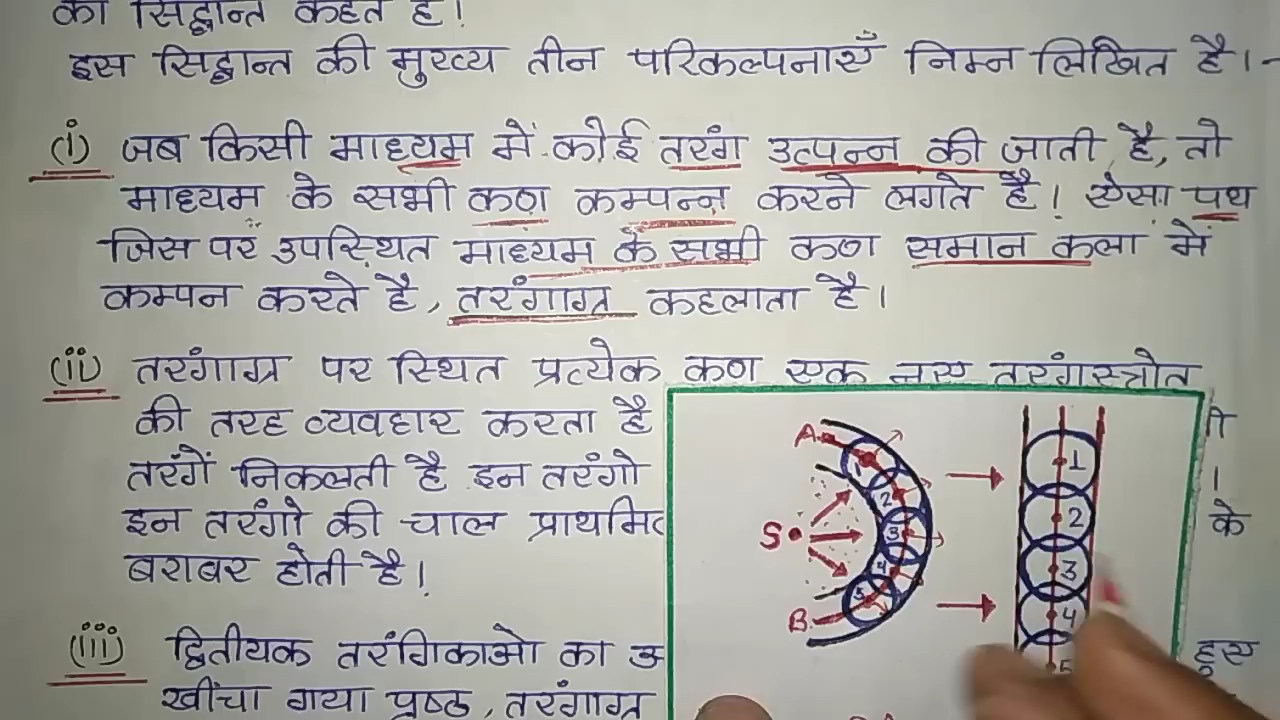 का सिद्धान्त कहते है।
इस सिद्धान्त की मुख्य तीन परिकल्पनाएँ निम्न लिखित है।-
(i) जब किसी माध्यम में कोई तरंग उत्पन्न की जाती है, तो
माध्यम के सभी कण कम्पन्न करने लगते है। ऐसा पथ
जिस पर उपस्थित माध्यम के सभी कण समान कला में
कम्पन करते है, तरंगाग्र कहलाता है।
(ii) तरंगाग्र पर स्थित प्रत्येक कण एक नए तरंगस्त्रोत
की तरह व्यवहार करता है
तरंगें निकलती है इन तरंगो
इन तरंगो की चाल प्राथमि के
बराबर होती है।
(iii) द्वितीयक तरंगिकाओ का
खींचा गया प्रष्ठ, तरंगाग्र
A
1
2
S
3
4
5
B
1
2
3
4
5